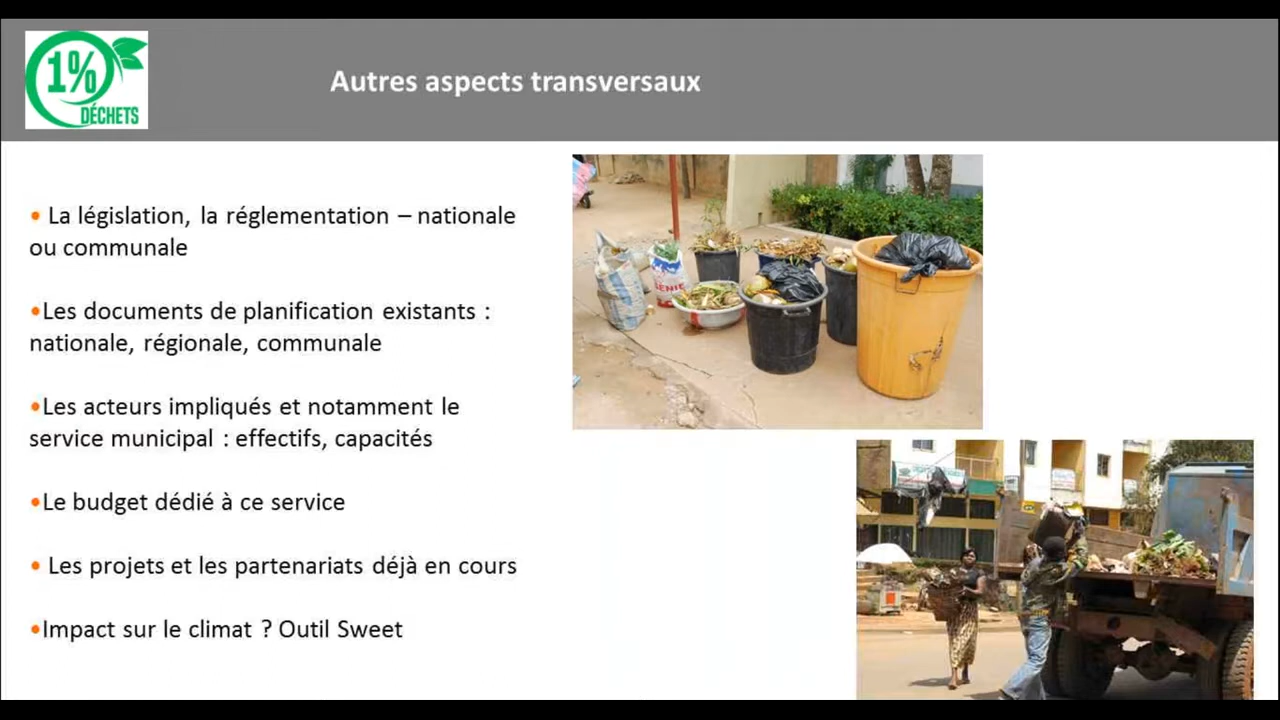 1%
DÉCHETS
Autres aspects transversaux
• La législation, la réglementation – nationale
ou communale
•Les documents de planification existants :
nationale, régionale, communale
•Les acteurs impliqués et notamment le
service municipal : effectifs, capacités
•Le budget dédié à ce service
• Les projets et les partenariats déjà en cours
•Impact sur le climat ? Outil Sweet